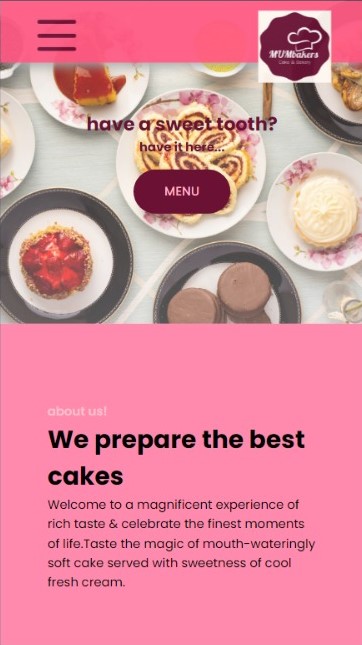 MUMbakers
Cake & Bakery
have a sweet tooth?
have it here...
MENU
about us!
We prepare the best
cakes
Welcome to a magnificent experience of
rich taste & celebrate the finest moments
of life.Taste the magic of mouth-wateringly
soft cake served with sweetness of cool
fresh cream.